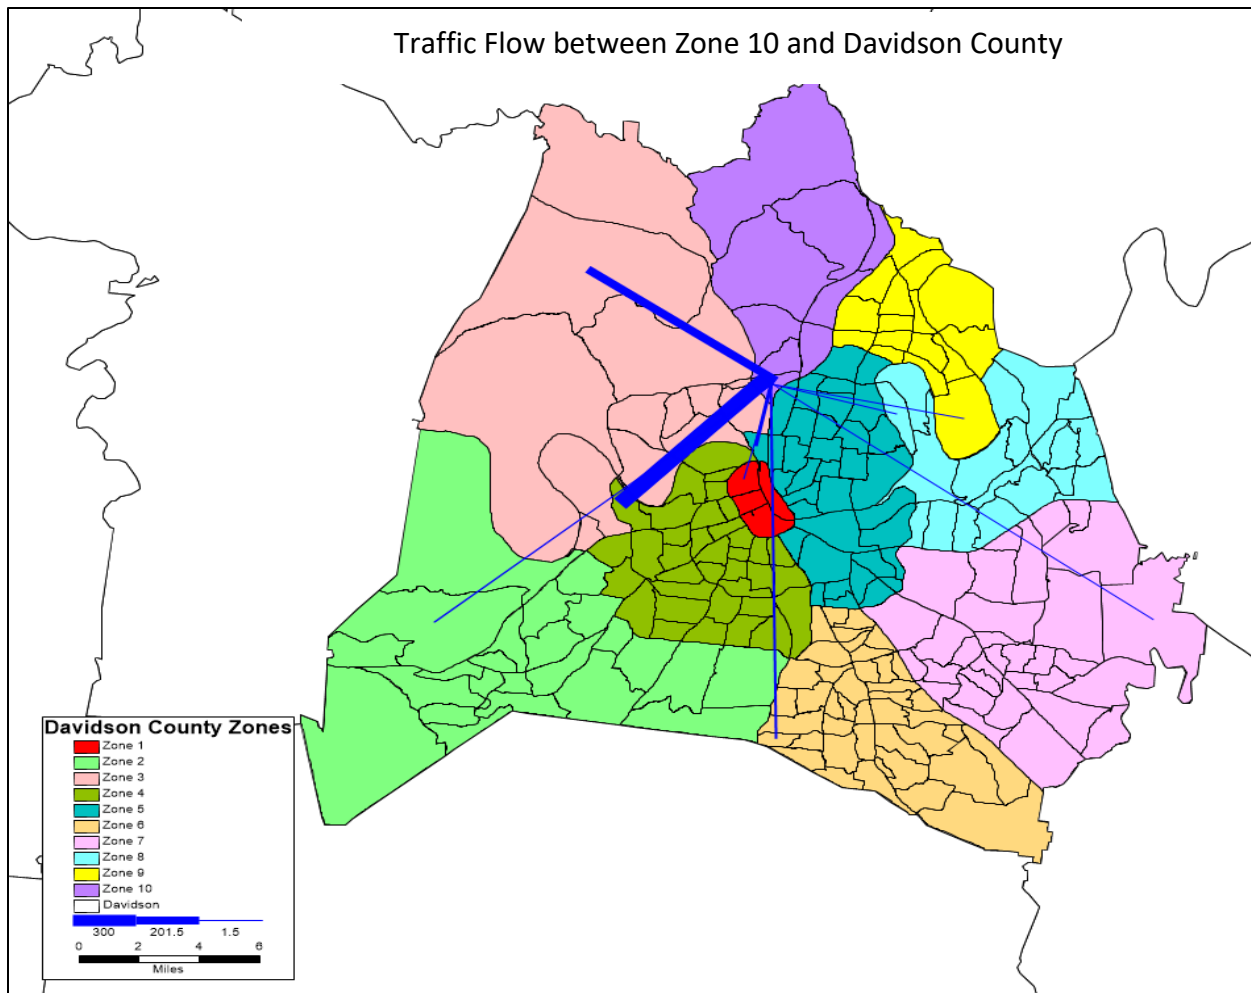 Traffic Flow between Zone 10 and Davidson County
Davidson County Zones
Zone 1
Zone 2
Zone 3
Zone 4
Zone 5
Zone 6
Zone 7
Zone 8
Zone 9
Zone 10
Davidson
300 201.5 1.5
0 2 4 6
Miles